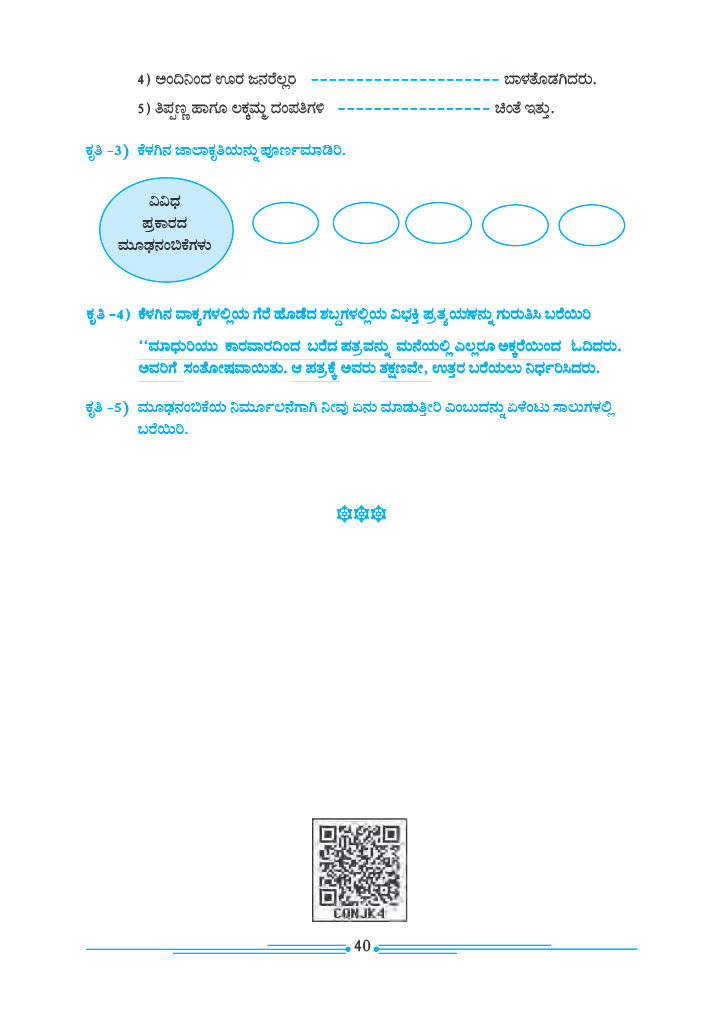 4) ಅಂದಿನಿಂದ ಊರ ಜನರೆಲ್ಲರ --------------------- ಬಾಳತೊಡಗಿದರು.
5) ತಿಪ್ಪಣ್ಣ ಹಾಗೂ ಲಕ್ಕಮ್ಮ ದಂಪತಿಗಳಿ ----------------- ಚಿಂತೆ ಇತ್ತು.
ಕೃತಿ -3) ಕೆಳಗಿನ ಜಾಲಾಕೃತಿಯನ್ನು ಪೂರ್ಣಮಾಡಿರಿ.
ವಿವಿಧ
ಪ್ರಕಾರದ
ಮೂಢನಂಬಿಕೆಗಳು
ಕೃತಿ -4) ಕೆಳಗಿನ ವಾಕ್ಯಗಳಲ್ಲಿಯ ಗೆರೆ ಹೊಡೆದ ಶಬ್ದಗಳಲ್ಲಿಯ ವಿಭಕ್ತಿ ಗುರುತಿಸಿ ಬರೆಯಿರಿ
“ಮಾಧುರಿಯು ಕಾರವಾರದಿಂದ ಬರೆದ ಪತ್ರವನ್ನು ಮನೆಯಲ್ಲಿ ಎಲ್ಲರೂ ಅಕ್ಕರೆಯಿಂದ ಓದಿದರು.
ಅವರಿಗೆ ಸಂತೋಷವಾಯಿತು. ಆ ಪತ್ರಕ್ಕೆ ಅವರು ತಕ್ಷಣವೇ, ಉತ್ತರ ಬರೆಯಲು ನಿರ್ಧರಿಸಿದರು.
ಕೃತಿ -5) ಮೂಢನಂಬಿಕೆಯ ನಿರ್ಮೂಲನೆಗಾಗಿ ನೀವು ಏನು ಮಾಡುತ್ತೀರಿ ಎಂಬುದನ್ನು ಏಳೆಂಟು ಸಾಲುಗಳಲ್ಲಿ
ಬರೆಯಿರಿ.
CQNJK4
40